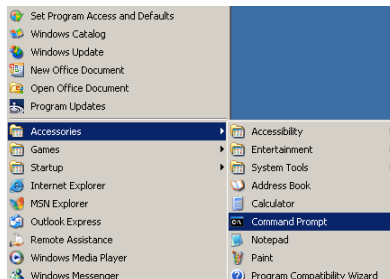 Set Program Access and Defaults
Windows Catalog
Windows Update
New Office Document
Open Office Document
Program Updates
Accessories
Games
Startup
Internet Explorer
MSN Explorer
Outlook Express
Remote Assistance
Windows Media Player
Windows Messenger
Accessibility
Entertainment
System Tools
Address Book
Calculator
Command Prompt
Notepad
Paint
Program Compatibility Wizard